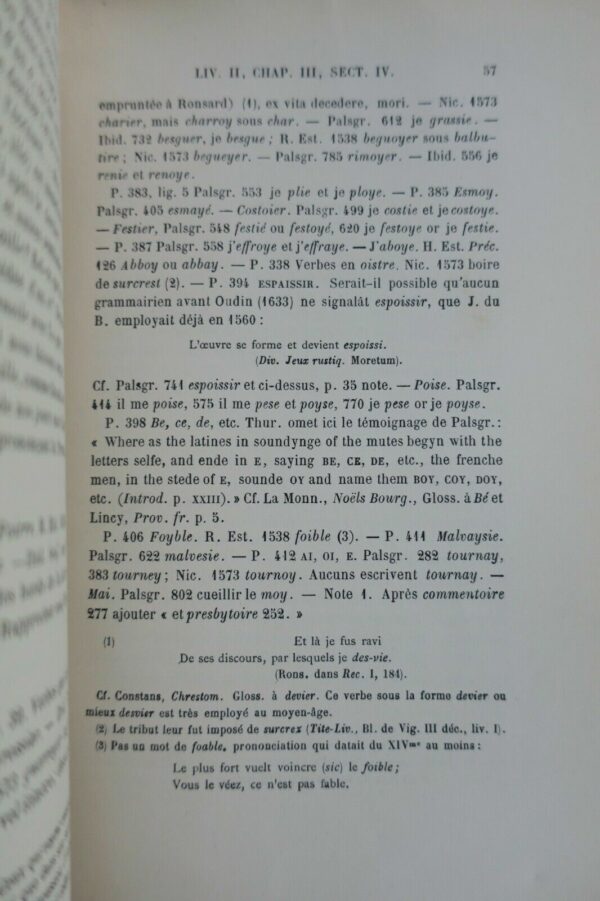 LIV. II, CHAP. III, SECT. IV. 57
empruntée à Ronsard) (1), ex vita decedere, mori. — Nic. 1573
charier, mais charroy sous char. — Palsgr. 612 je grassie. —
Ibid. 732 besguer, je besgue ; R. Est. 1538 beguoyer sous balbu-
tire ; Nic. 1573 begueyer. — Palsgr. 785 rimoyer. — Ibid. 556 je
renie et renoye.
P. 383, lig. 5 Palsgr. 553 je plie et je ploye. — P. 385 Esmoy.
Palsgr. 405 esmayé. — Costoier. Palsgr. 499 je costie et je costoye.
— Festier, Palsgr. 548 festié ou festoyé, 620 je festoye or je festie.
— P. 387 Palsgr. 558 j'effroye et j'effraye. — J'aboye. H. Est. Préc.
126 Abboy ou abbay. — P. 338 Verbes en oistre. Nic. 1573 boire
de surcrest (2). — P. 394 ESPAISSIR. Serait-il possible qu'aucun
grammairien avant Oudin (1633) ne signalât espoissir, que J. du
B. employait déjà en 1560 :
L'œuvre se forme et devient espoissi.
(Div. Jeux rustiq. Moretum).
Cf. Palsgr. 741 espoissir et ci-dessus, p. 35 note. — Poise. Palsgr.
414 il me poise, 575 il me pese et poyse, 770 je pese or je poyse.
P. 398 Be, ce, de, etc. Thur. omet ici le témoignage de Palsgr. :
« Where as the latines in soundynge of the mutes begyn with the
letters selfe, and ende in E, saying BE, CE, DE, etc., the frenche
men, in the stede of E, sounde OY and name them BOY, COY, DOY,
etc. (Introd. p. XXIII). » Cf. La Monn., Noëls Bourg., Gloss. à Bé et
Lincy, Prov. fr. p. 5.
P. 406 Foyble. R. Est. 1538 foible (3). — P. 411 Malvaysie.
Palsgr. 622 malvesie. — P. 412 AI, OI, E. Palsgr. 282 tournay,
383 tourney ; Nic. 1573 tournoy. Aucuns escrivent tournay. —
Mai. Palsgr. 802 cueillir le moy. — Note 1. Après commentoire
277 ajouter « et presbytoire 252. »
(1) Et là je fus ravi
De ses discours, par lesquels je des-vie.
(Rons. dans Rec. I, 184).
Cf. Constans, Chrestom. Gloss. à devier. Ce verbe sous la forme devier ou
mieux desvier est très employé au moyen-âge.
(2) Le tribut leur fut imposé de surcrex (Tite-Liv., Bl. de Vig. III déc., liv. I).
(3) Pas un mot de foable, prononciation qui datait du XIVme au moins :
Le plus fort vuelt voincre (sic) le foible ;
Vous le véez, ce n'est pas fable.